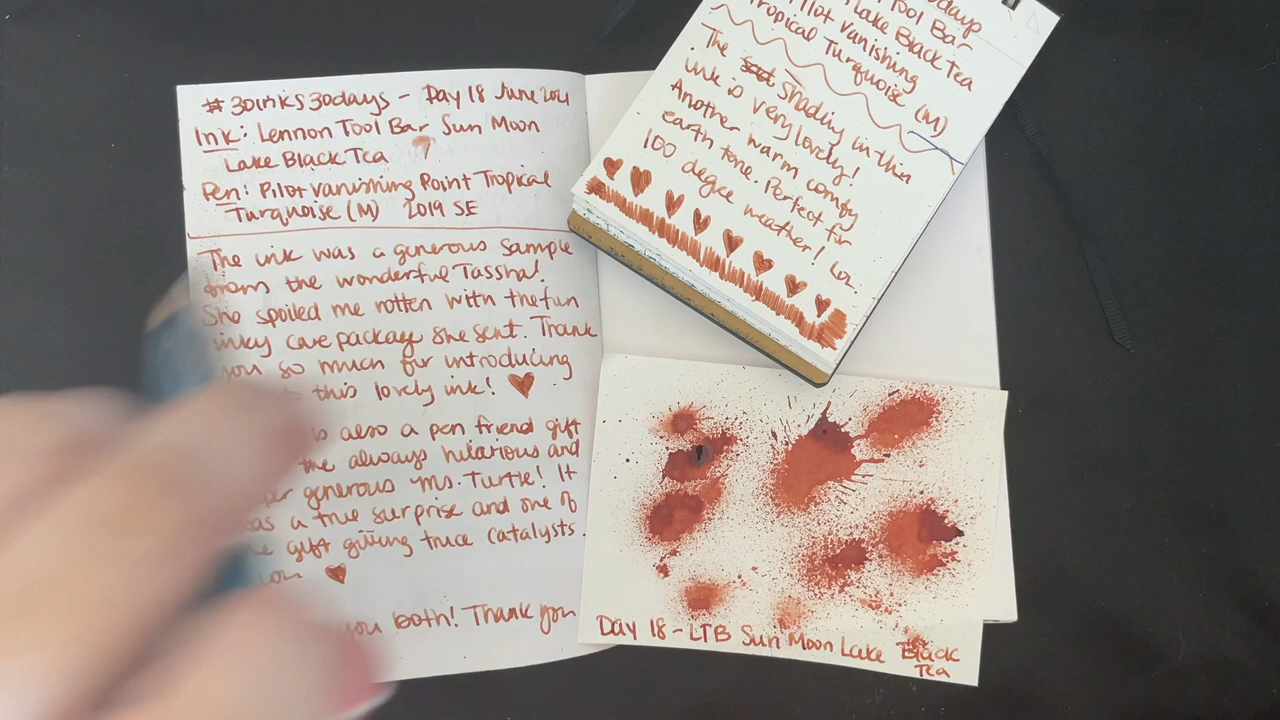 #30inks30days - Day 18 June 2021
Ink: Lennon Tool Bar Sun Moon
Lake Black Tea
Pen: Pilot Vanishing Point Tropical
Turquoise (M) 2019 SE
The ink was a generous sample
from the wonderful Tassha!
She spoiled me rotten with the fun
inky care package she sent. Thank
you so much for introducing
this lovely ink! ♥
also a pen friend gift
the always hilarious and
generous Ms. Turtle! It
was a true surprise and one of
gift giving truce catalysts.
♥
you both! Thank you
Tool Bar
Lake Black Tea
Pilot Vanishing
Tropical Turquoise (M)
The shading in this
ink is very lovely!
Another warm comfy
earth tone. Perfect for
100 degree weather! LOL
Day 18 - LTB Sun Moon Lake Black
Tea